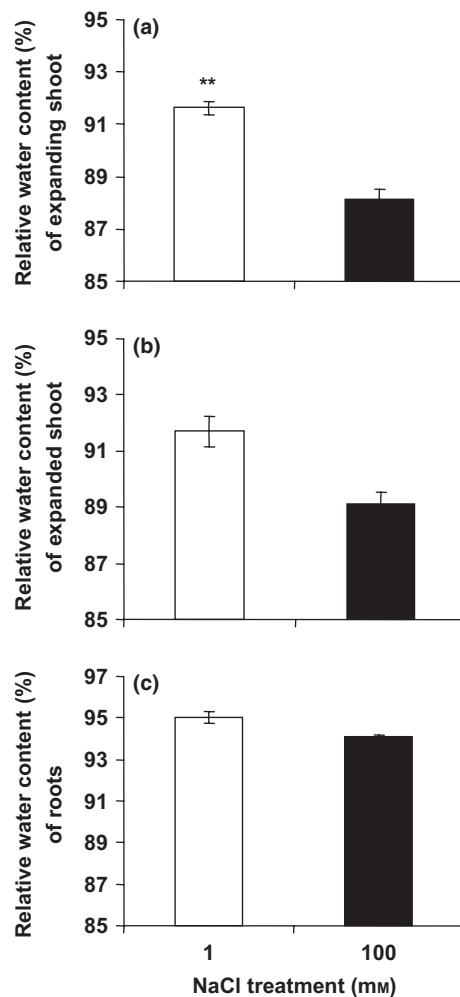 (a)
**
Relative water content (%)
of expanding shoot
95
93
91
89
87
85
(b)
Relative water content (%)
of expanded shoot
95
93
91
89
87
85
(c)
Relative water content (%)
of roots
97
95
93
91
89
87
85
1 100
NaCl treatment (mM)